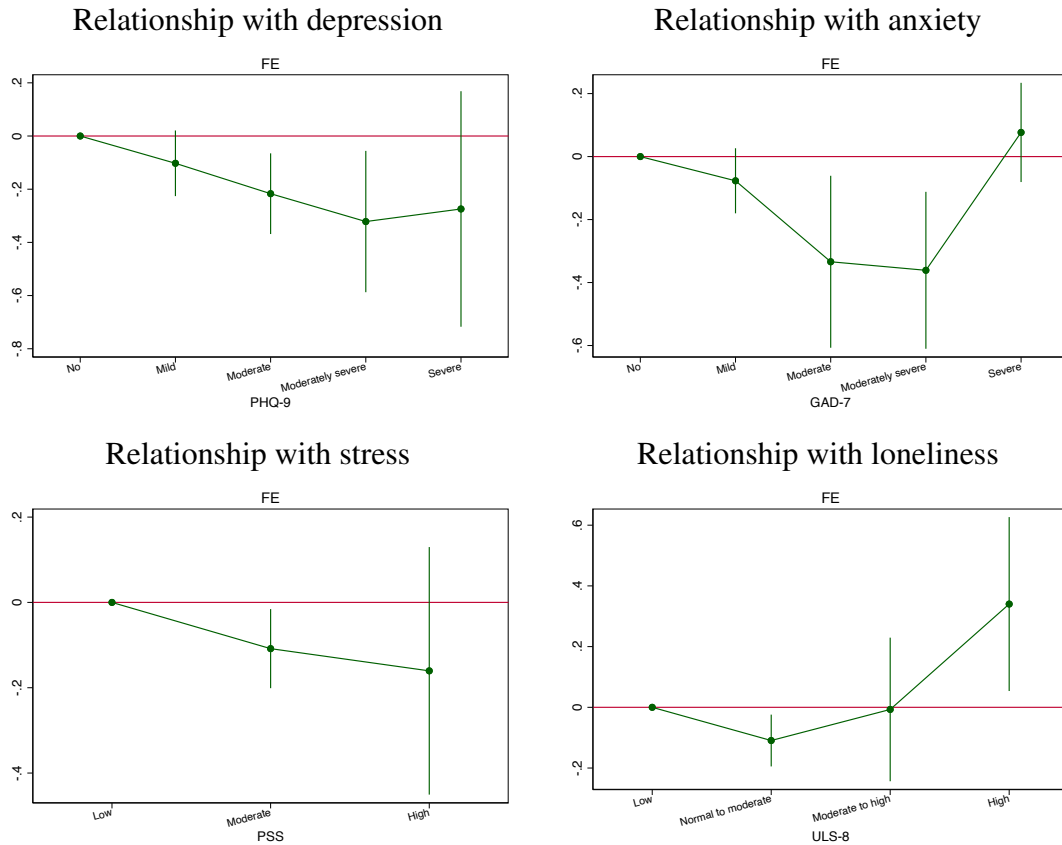 Relationship with depression
FE
.2
0
-.2
-.4
-.6
-.8
No
Mild
Moderate
Moderately severe
Severe
PHQ-9
Relationship with anxiety
FE
.2
0
-.2
-.4
-.6
No
Mild
Moderate
Moderately severe
Severe
GAD-7
Relationship with stress
FE
.2
0
-.2
-.4
Low
Moderate
High
PSS
Relationship with loneliness
FE
.6
.4
.2
0
-.2
Low
Normal to moderate
Moderate to high
High
ULS-8